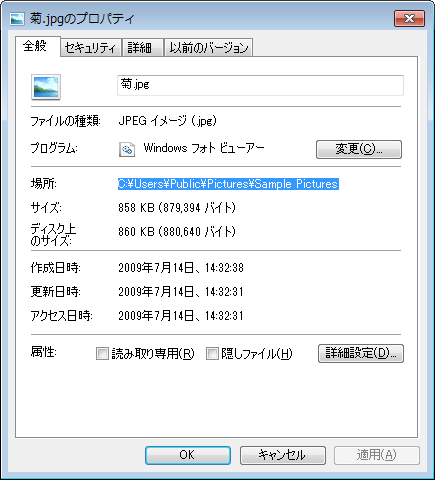 菊.jpgのプロパティ
全般 セキュリティ 詳細 以前のバージョン
菊.jpg
ファイルの種類: JPEG イメージ (.jpg)
プログラム: Windows フォト ビューアー 変更(C)...
場所: C:¥Users¥Public¥Pictures¥Sample Pictures
サイズ: 858 KB (879,394 バイト)
ディスク上
のサイズ: 860 KB (880,640 バイト)
作成日時: 2009年7月14日、14:32:38
更新日時: 2009年7月14日、14:32:31
アクセス日時: 2009年7月14日、14:32:31
属性: 読み取り専用(R) 隠しファイル(H) 詳細設定(D)...
OK キャンセル 適用(A)